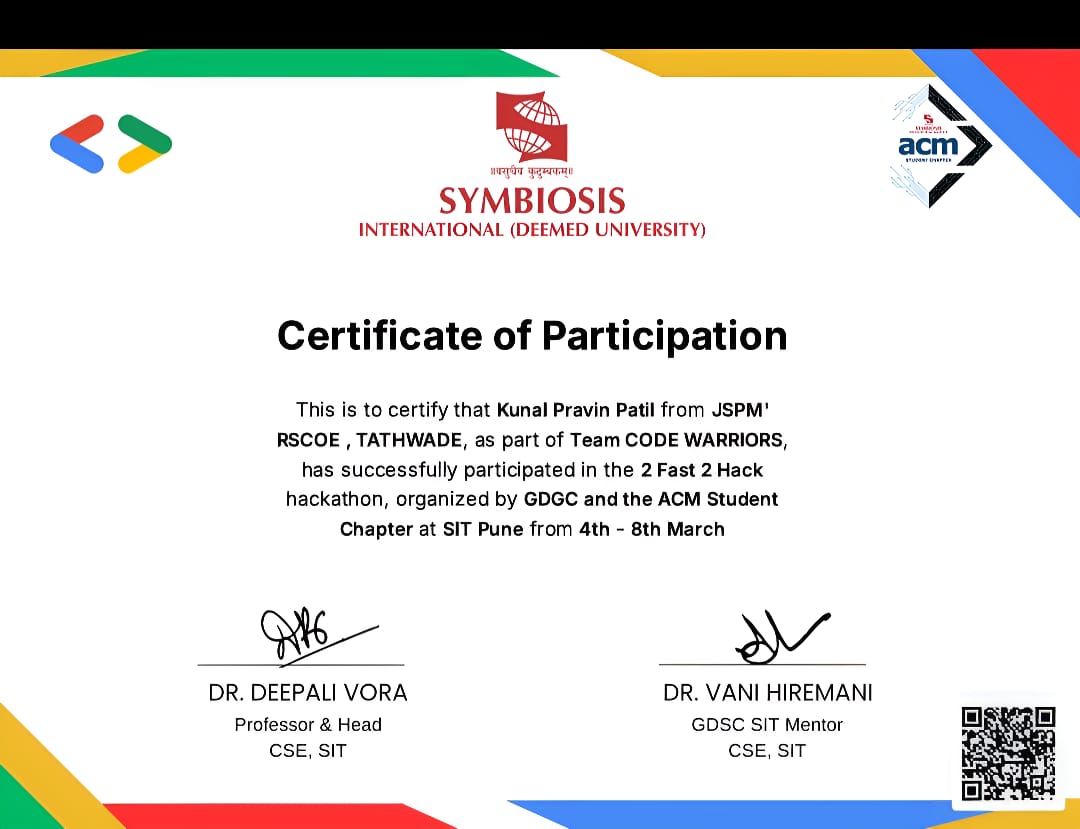 ॥वसुधैव कुटुम्बकम्॥
SYMBIOSIS
INTERNATIONAL (DEEMED UNIVERSITY)
SYMBIOSIS
acm
STUDENT CHAPTER
Certificate of Participation
This is to certify that Kunal Pravin Patil from JSPM'
RSCOE , TATHWADE, as part of Team CODE WARRIORS,
has successfully participated in the 2 Fast 2 Hack
hackathon, organized by GDGC and the ACM Student
Chapter at SIT Pune from 4th - 8th March
DR. DEEPALI VORA
Professor & Head
CSE, SIT
DR. VANI HIREMANI
GDSC SIT Mentor
CSE, SIT